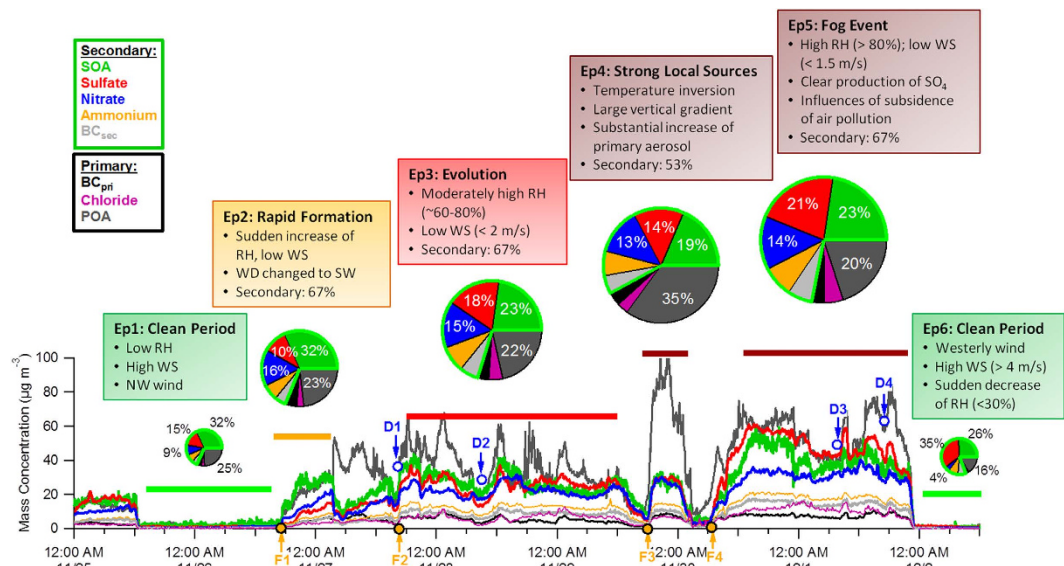 Ep5: Fog Event
• High RH (> 80%); low WS
(< 1.5 m/s)
• Clear production of SO4
• Influences of subsidence
of air pollution
• Secondary: 67%
Ep4: Strong Local Sources
• Temperature inversion
• Large vertical gradient
• Substantial increase of
primary aerosol
• Secondary: 53%
Secondary:
SOA
Sulfate
Nitrate
Ammonium
BCsec
Primary:
BCpri
Chloride
POA
Ep3: Evolution
• Moderately high RH
(~60-80%)
• Low WS (< 2 m/s)
• Secondary: 67%
Ep2: Rapid Formation
• Sudden increase of
RH, low WS
• WD changed to SW
• Secondary: 67%
Ep1: Clean Period
• Low RH
• High WS
• NW wind
Ep6: Clean Period
• Westerly wind
• High WS (> 4 m/s)
• Sudden decrease
of RH (<30%)
15% 32%
9% 25%
10% 32%
16% 23%
18% 23%
15% 22%
14% 19%
13% 35%
21% 23%
14% 20%
35% 26%
4% 16%
D1
D2
D3
D4
Mass Concentration (µg m-3)
100
80
60
40
20
0
F1 F2 F3 F4
12:00 AM 12:00 AM 12:00 AM 12:00 AM 12:00 AM 12:00 AM 12:00 AM 12:00 AM